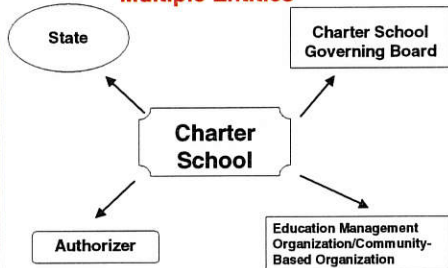 Multiple Entities
State
Charter School
Governing Board
Charter
School
Authorizer
Education Management
Organization/Community-
Based Organization